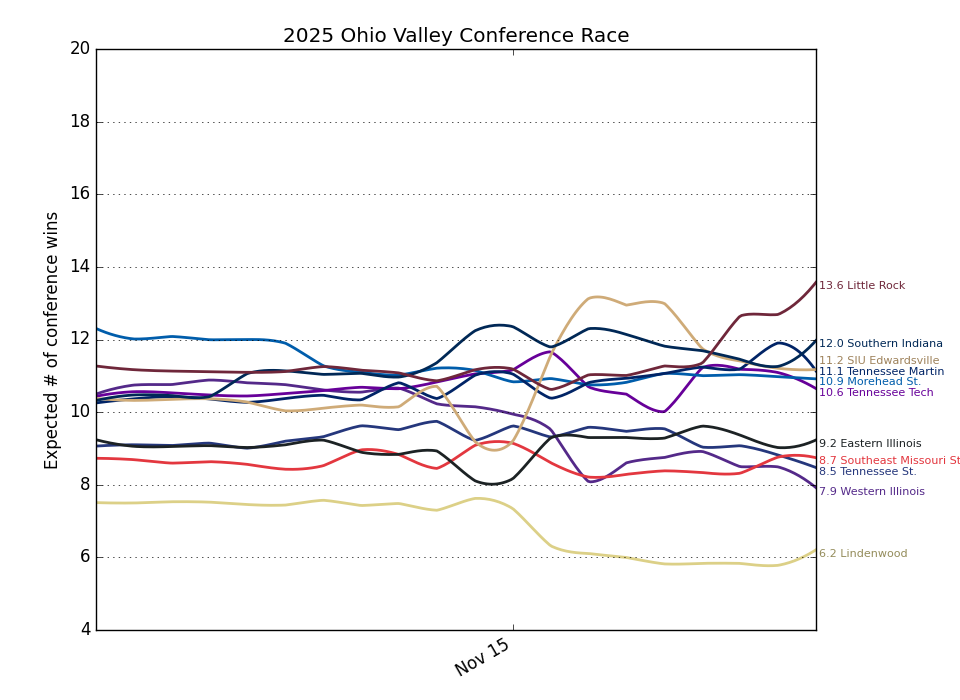 2025 Ohio Valley Conference Race
Expected # of conference wins
20
18
16
14
12
10
8
6
4
Nov 15
13.6 Little Rock
12.0 Southern Indiana
11.2 SIU Edwardsville
11.1 Tennessee Martin
10.9 Morehead St.
10.6 Tennessee Tech
9.2 Eastern Illinois
8.7 Southeast Missouri St
8.5 Tennessee St.
7.9 Western Illinois
6.2 Lindenwood